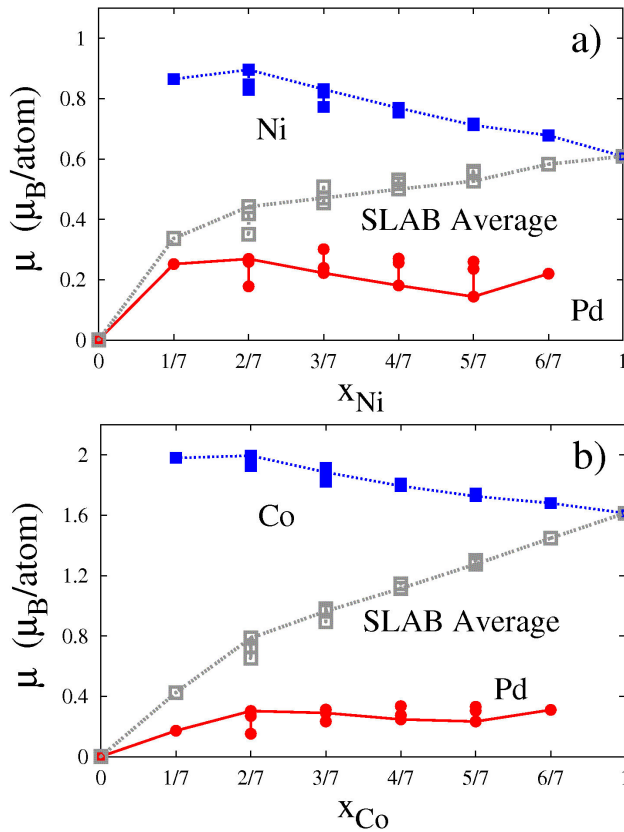 a)
1
0.8
0.6
0.4
0.2
0
μ (μB/atom)
Ni
SLAB Average
Pd
0 1/7 2/7 3/7 4/7 5/7 6/7 1
xNi
b)
2
1.6
1.2
0.8
0.4
0
μ (μB/atom)
Co
SLAB Average
Pd
0 1/7 2/7 3/7 4/7 5/7 6/7 1
xCo